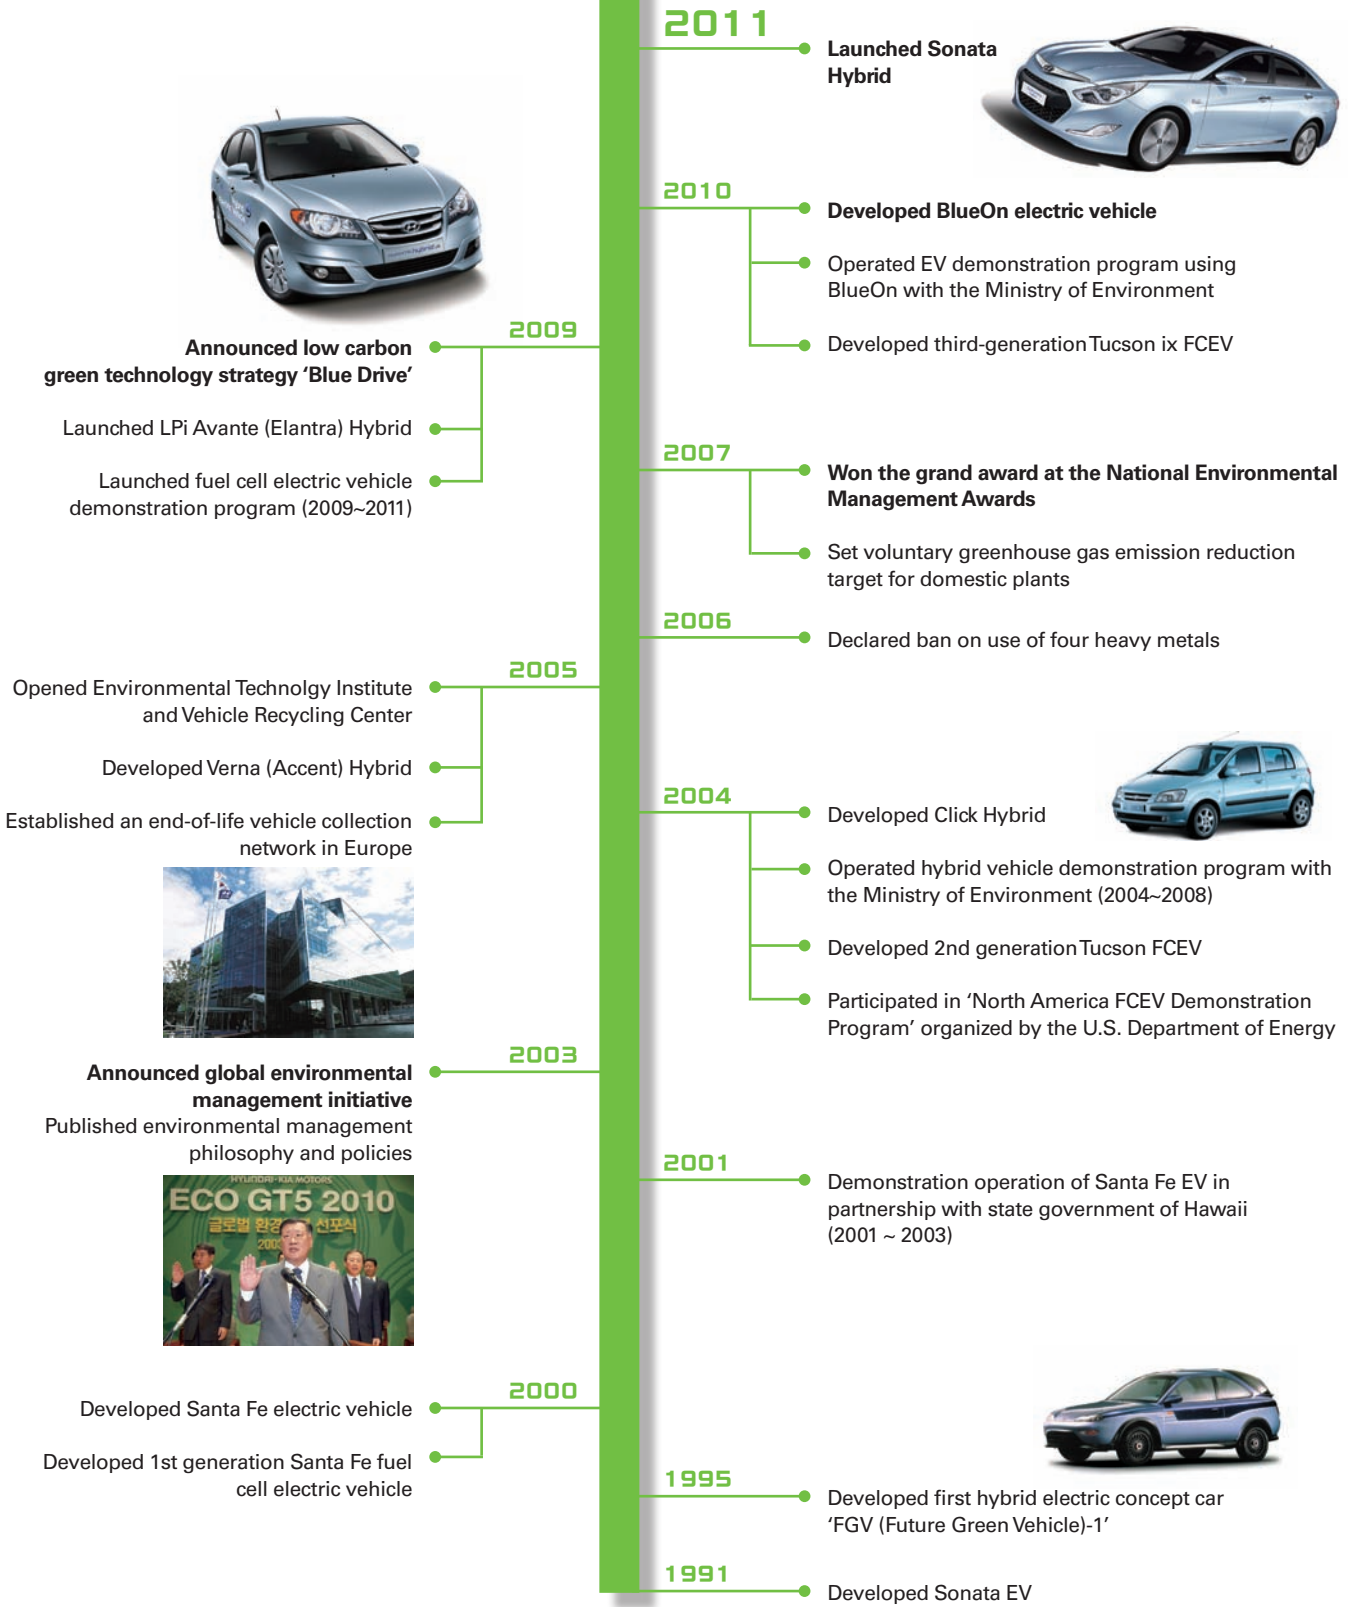 2011
Launched Sonata
Hybrid
2010
Developed BlueOn electric vehicle
Operated EV demonstration program using
BlueOn with the Ministry of Environment
Developed third-generation Tucson ix FCEV
2009
Announced low carbon
green technology strategy ‘Blue Drive’
Launched LPi Avante (Elantra) Hybrid
Launched fuel cell electric vehicle
demonstration program (2009~2011)
2007
Won the grand award at the National Environmental
Management Awards
Set voluntary greenhouse gas emission reduction
target for domestic plants
2006
Declared ban on use of four heavy metals
2005
Opened Environmental Technolgy Institute
and Vehicle Recycling Center
Developed Verna (Accent) Hybrid
Established an end-of-life vehicle collection
network in Europe
2004
Developed Click Hybrid
Operated hybrid vehicle demonstration program with
the Ministry of Environment (2004~2008)
Developed 2nd generation Tucson FCEV
Participated in ‘North America FCEV Demonstration
Program’ organized by the U.S. Department of Energy
2003
Announced global environmental
management initiative
Published environmental management
philosophy and policies
HYUNDAI·KIA MOTORS
ECO GT5 2010
글로벌 환경 선포식
2001
Demonstration operation of Santa Fe EV in
partnership with state government of Hawaii
(2001 ~ 2003)
2000
Developed Santa Fe electric vehicle
Developed 1st generation Santa Fe fuel
cell electric vehicle
1995
Developed first hybrid electric concept car
‘FGV (Future Green Vehicle)-1’
1991
Developed Sonata EV